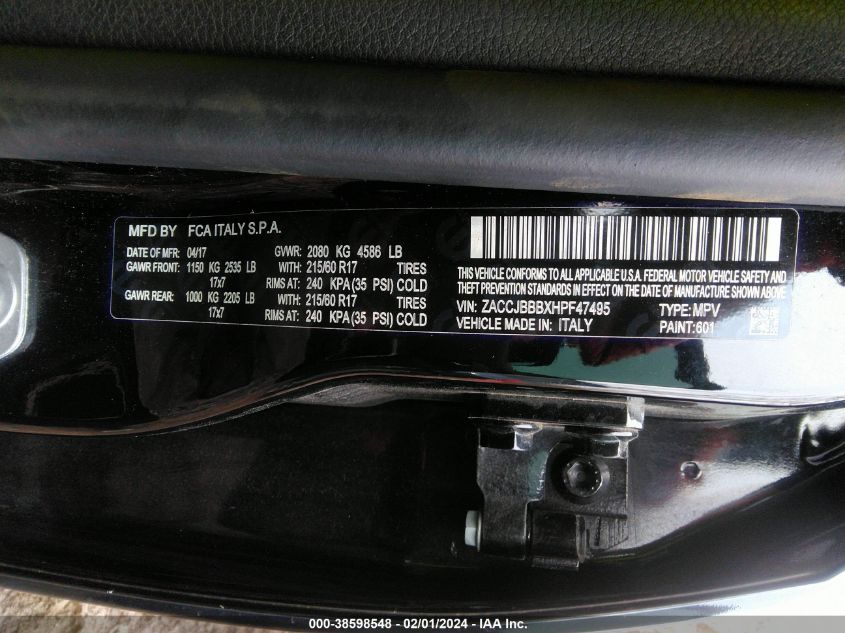 MFD BY FCA ITALY S.P.A.
DATE OF MFR: 04/17 GVWR: 2080 KG 4586 LB
GAWR FRONT: 1150 KG 2535 LB WITH: 215/60 R17 TIRES
17x7 RIMS AT: 240 KPA (35 PSI) COLD
GAWR REAR: 1000 KG 2205 LB WITH: 215/60 R17 TIRES
17x7 RIMS AT: 240 KPA (35 PSI) COLD
THIS VEHICLE CONFORMS TO ALL APPLICABLE U.S.A. FEDERAL MOTOR VEHICLE SAFETY AND
THEFT PREVENTION STANDARDS IN EFFECT ON THE DATE OF MANUFACTURE SHOWN ABOVE
VIN: ZACCJBBBXHPF47495 TYPE: MPV
VEHICLE MADE IN: ITALY PAINT: 601
000-38598548 - 02/01/2024 - IAA Inc.